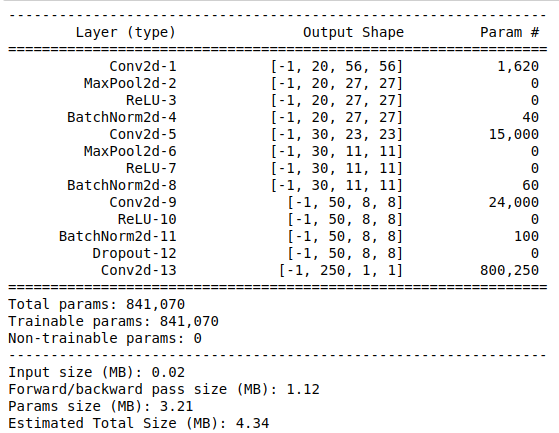 ----------------------------------------------------------------
Layer (type) Output Shape Param #
================================================================
Conv2d-1 [-1, 20, 56, 56] 1,620
MaxPool2d-2 [-1, 20, 27, 27] 0
ReLU-3 [-1, 20, 27, 27] 0
BatchNorm2d-4 [-1, 20, 27, 27] 40
Conv2d-5 [-1, 30, 23, 23] 15,000
MaxPool2d-6 [-1, 30, 11, 11] 0
ReLU-7 [-1, 30, 11, 11] 0
BatchNorm2d-8 [-1, 30, 11, 11] 60
Conv2d-9 [-1, 50, 8, 8] 24,000
ReLU-10 [-1, 50, 8, 8] 0
BatchNorm2d-11 [-1, 50, 8, 8] 100
Dropout-12 [-1, 50, 8, 8] 0
Conv2d-13 [-1, 250, 1, 1] 800,250
================================================================
Total params: 841,070
Trainable params: 841,070
Non-trainable params: 0
----------------------------------------------------------------
Input size (MB): 0.02
Forward/backward pass size (MB): 1.12
Params size (MB): 3.21
Estimated Total Size (MB): 4.34